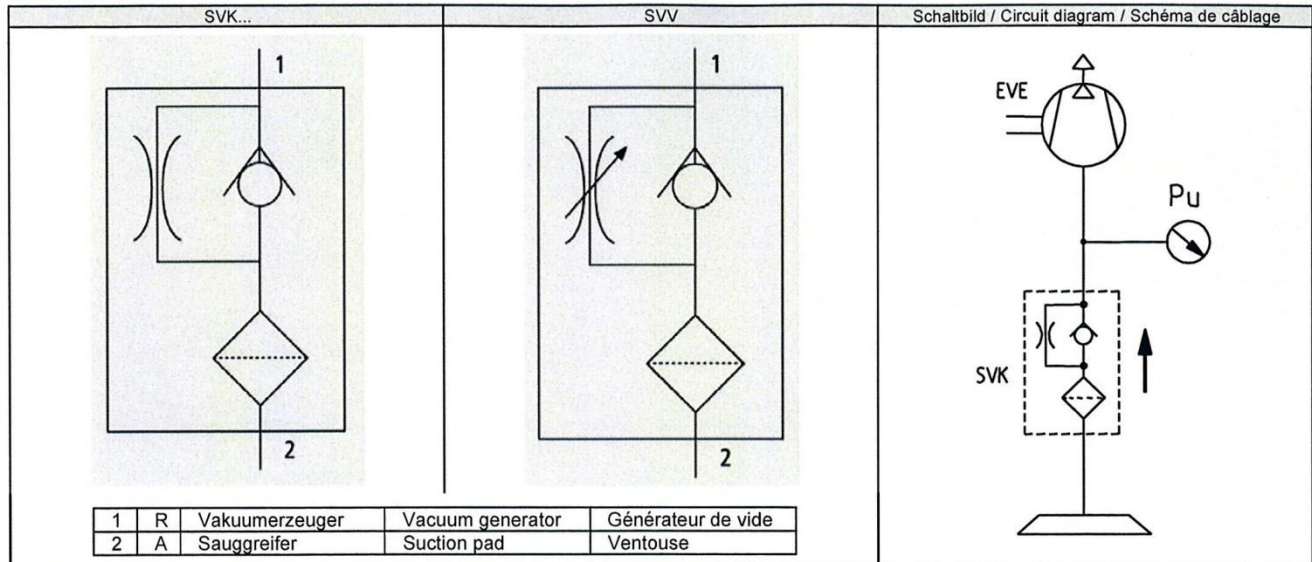 SVK...
SVV
Schaltbild / Circuit diagram / Schéma de câblage
1
2
1
2
EVE
Pu
SVK
1 R Vakuumerzeuger Vacuum generator Générateur de vide
2 A Sauggreifer Suction pad Ventouse